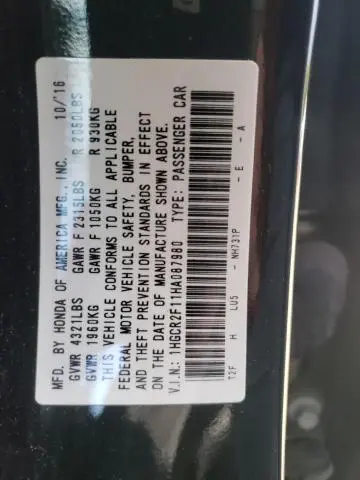 MFD. BY HONDA OF AMERICA MFG., INC. 10/'16
GVWR 4321LBS GAWR F 2315LBS R 2050LBS
GVWR 1960KG GAWR F 1050KG R 930KG
THIS VEHICLE CONFORMS TO ALL APPLICABLE
FEDERAL MOTOR VEHICLE SAFETY, BUMPER,
AND THEFT PREVENTION STANDARDS IN EFFECT
ON THE DATE OF MANUFACTURE SHOWN ABOVE.
V.I.N.: 1HGCR2F11HA087980 TYPE: PASSENGER CAR
T2F H LU5 - NH731P - E - A